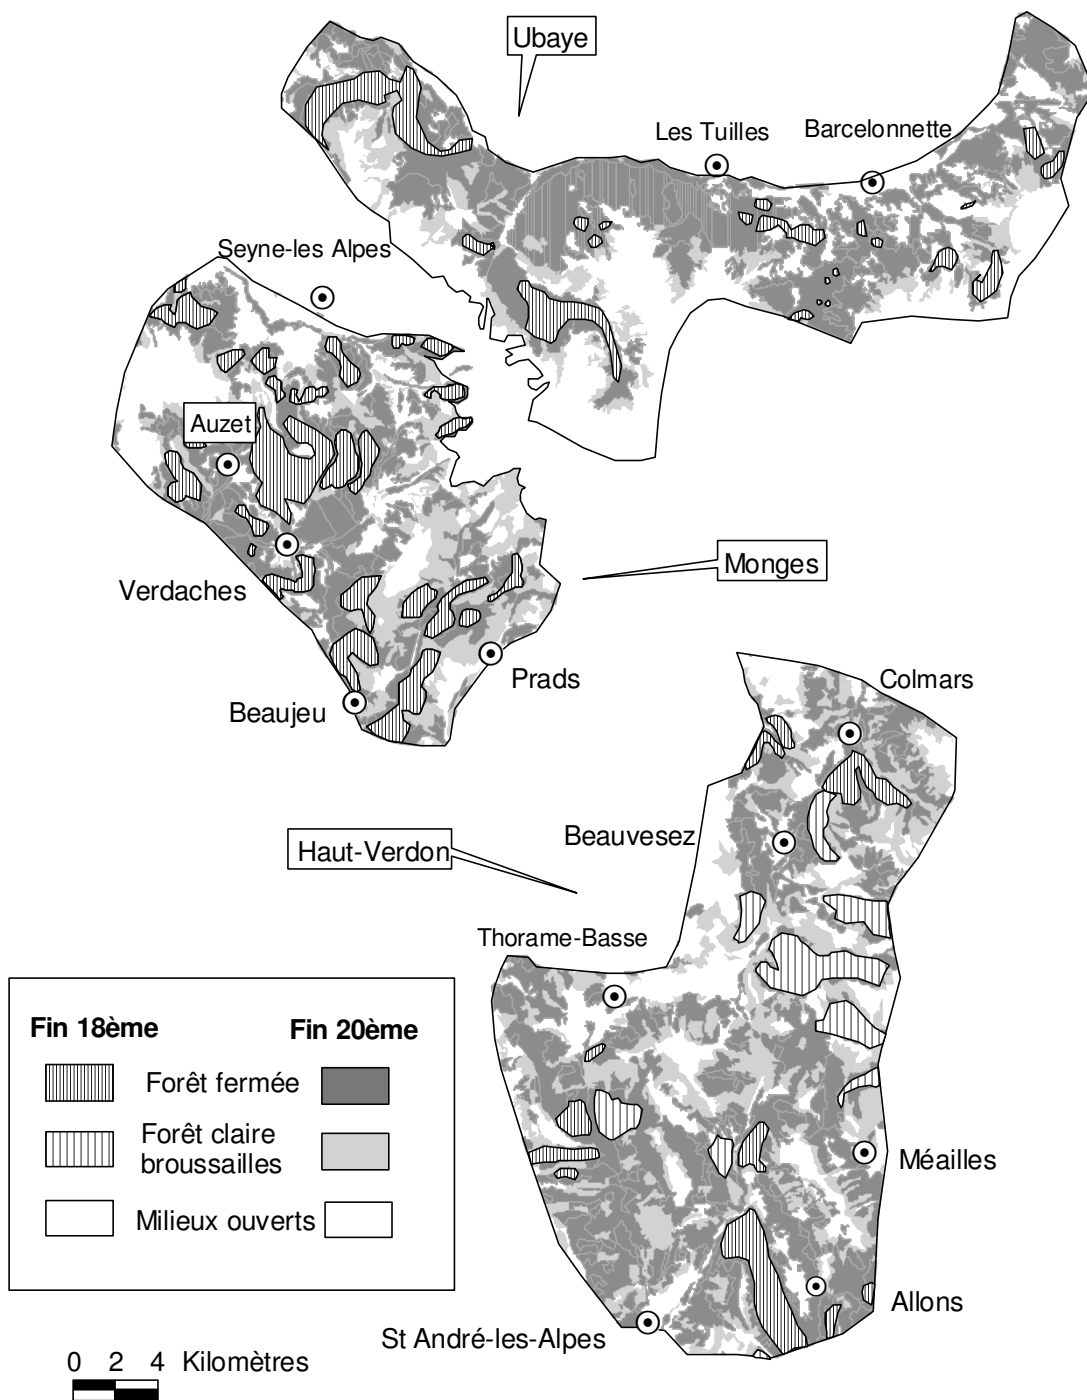 Ubaye
Les Tuilles
Barcelonnette
Seyne-les Alpes
Auzet
Monges
Verdaches
Prads
Beaujeu
Colmars
Beauvesez
Haut-Verdon
Thorame-Basse
Fin 18ème Fin 20ème
Forêt fermée
Forêt claire
broussailles
Milieux ouverts
Méailles
Allons
St André-les-Alpes
0 2 4 Kilomètres